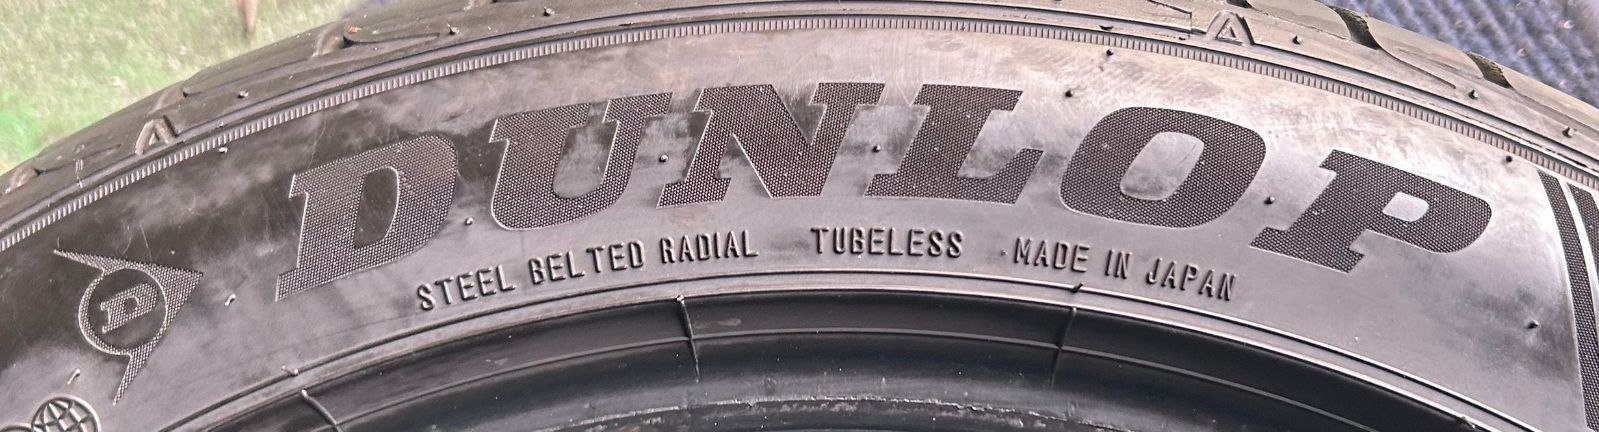 DUNLOP
D
STEEL BELTED RADIAL TUBELESS MADE IN JAPAN